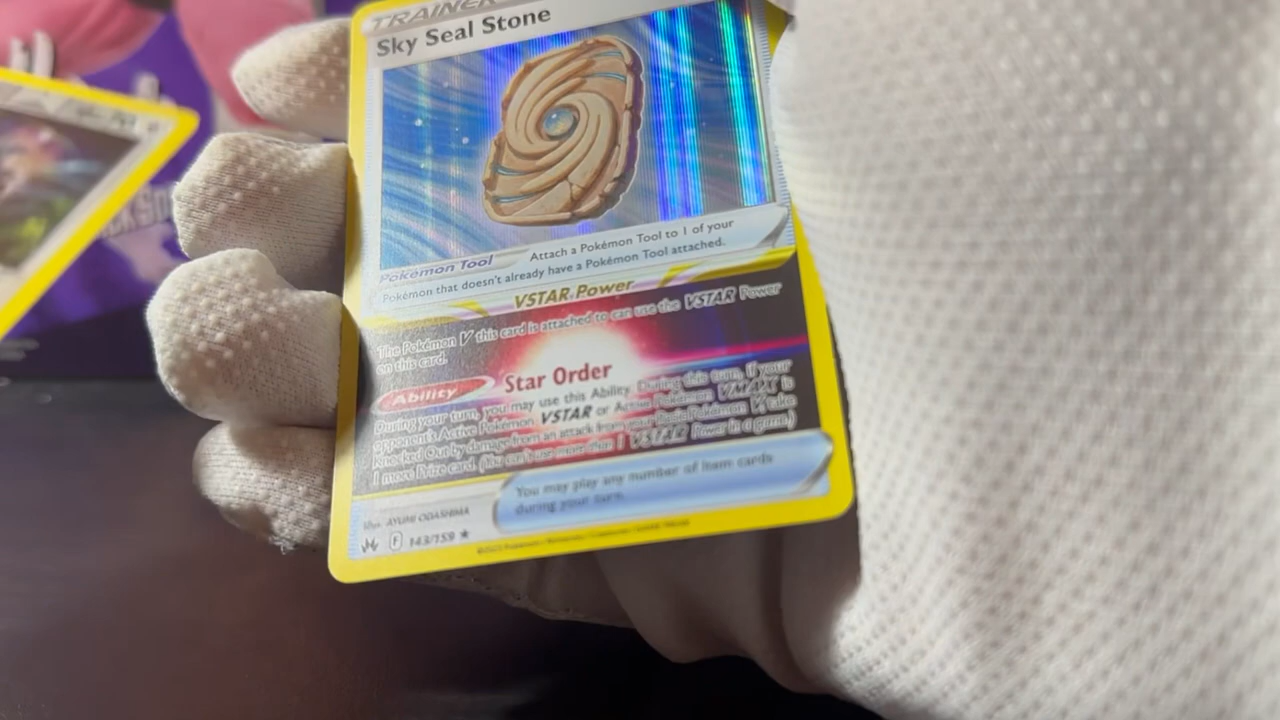 TRAINER
Sky Seal Stone
Pokémon Tool
Attach a Pokémon Tool to 1 of your
Pokémon that doesn't already have a Pokémon Tool attached.
VSTAR Power
The Pokémon V this card is attached to can use the VSTAR Power
on this card.
Ability
Star Order
During your turn, you may use this Ability. During this turn, if your
opponent's Active Pokémon VSTAR or Active Pokémon VMAX is
Knocked Out by damage from an attack from your Basic Pokémon V, take
1 more Prize card. (You can't use more than 1 VSTAR Power in a game.)
You may play any number of Item cards
during your turn.
Illus. AYUMI ODASHIMA
F 143/159 ★